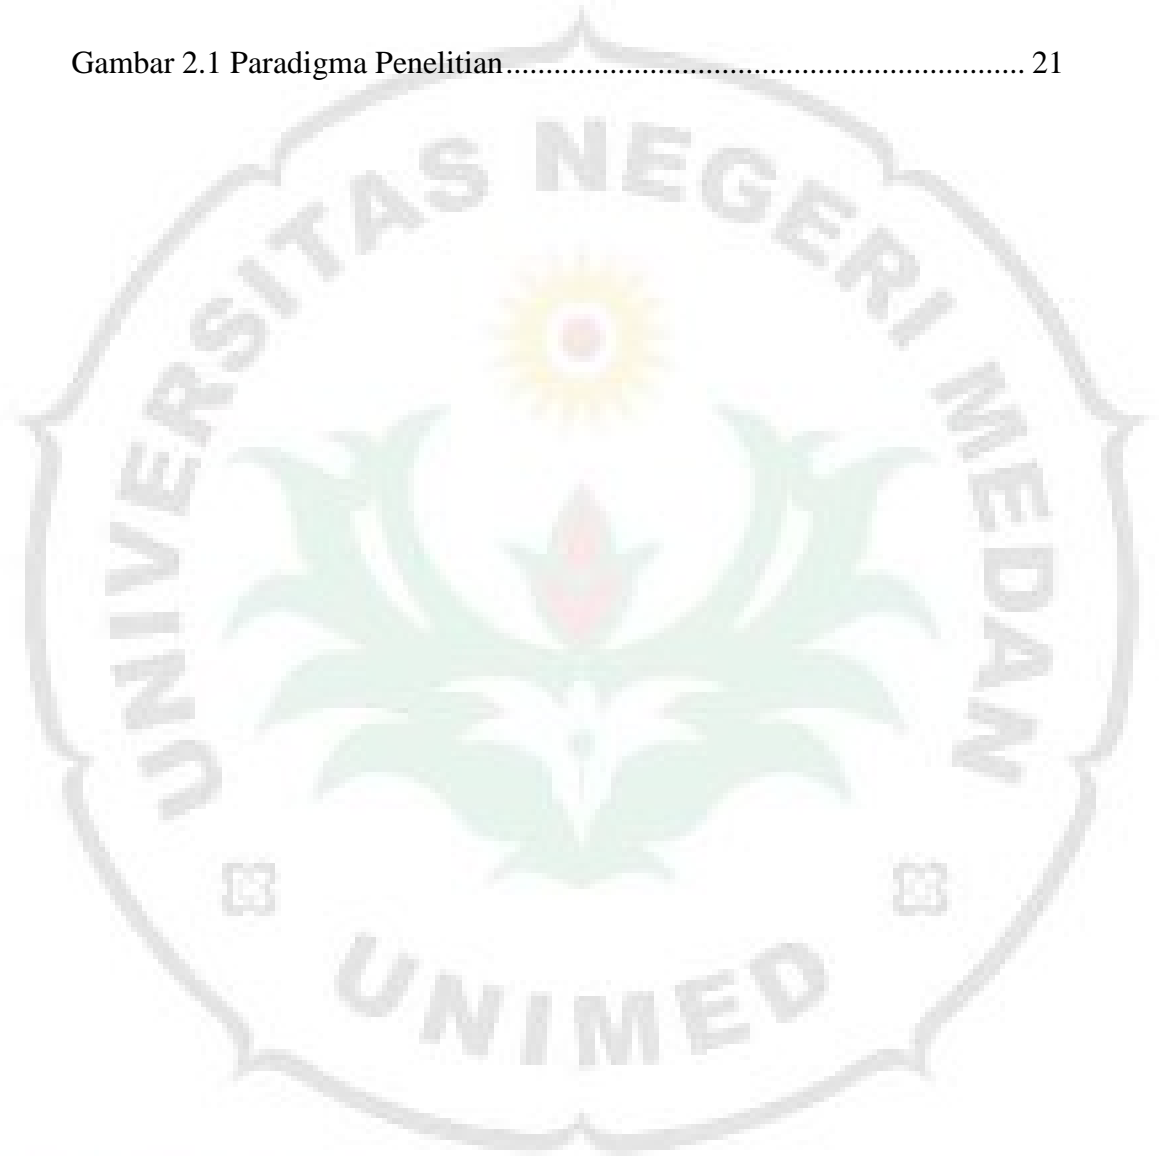 Gambar 2.1 Paradigma Penelitian................................................................. 21
UNIVERSITAS NEGERI MEDAN
UNIMED